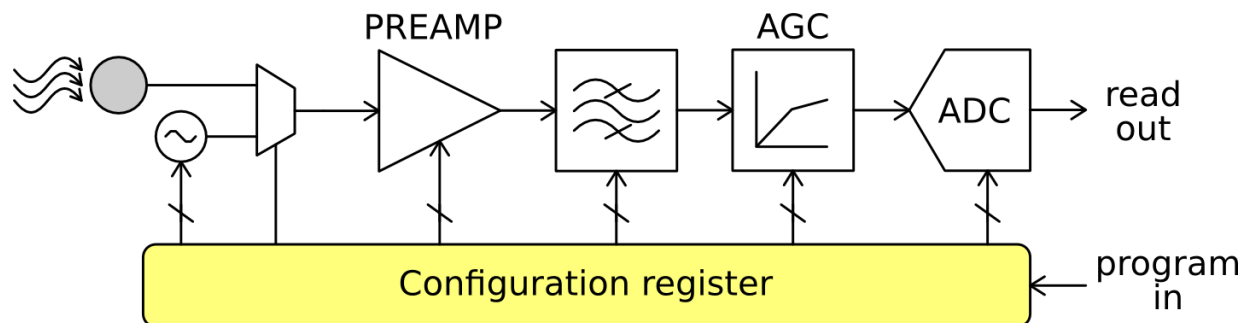 PREAMP
AGC
ADC
read
out
Configuration register
program
in